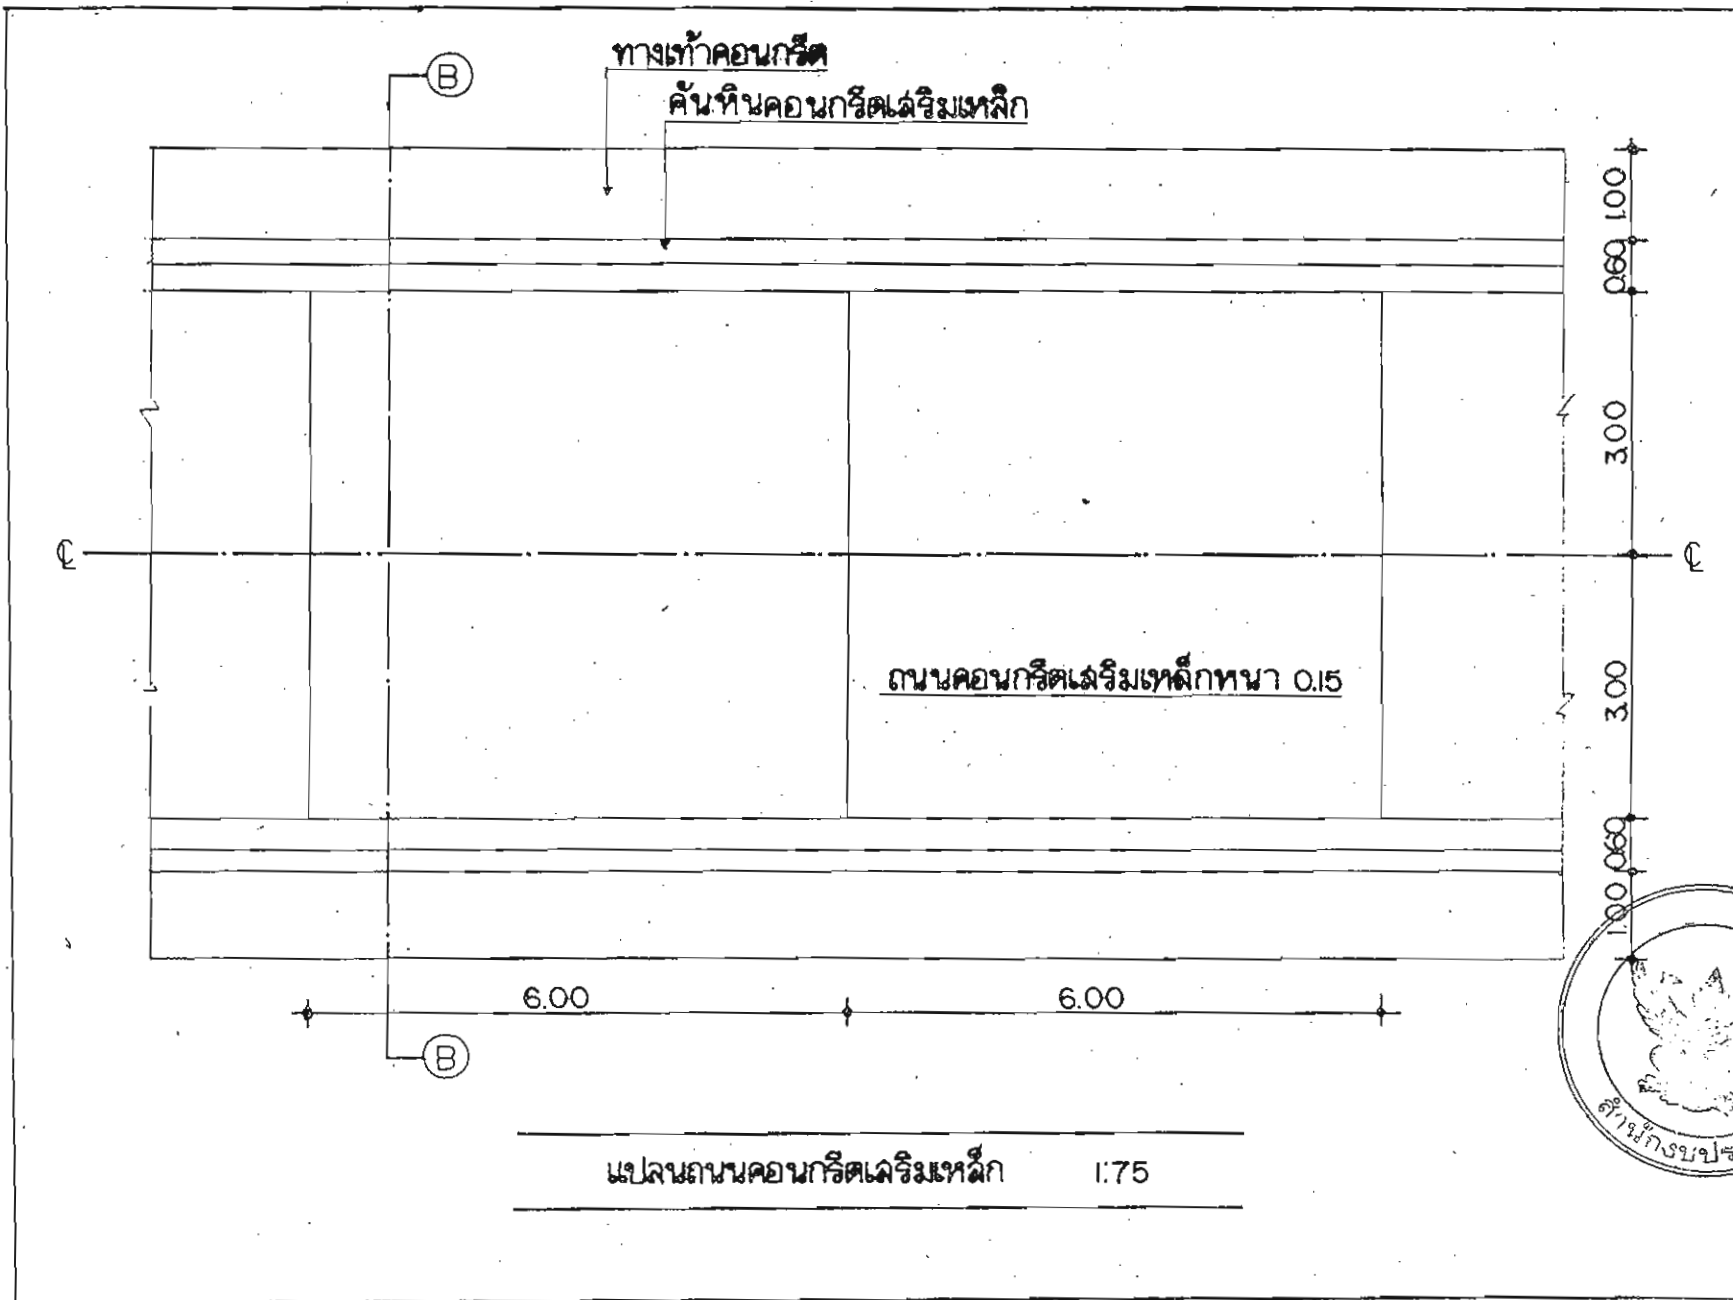 ทางเท้าคอนกรีต
B
คันหินคอนกรีตเสริมเหล็ก
1.00
0.60
3.00
℄ ℄
ถนนคอนกรีตเสริมเหล็กหนา 0.15
3.00
0.60
1.00
6.00 6.00
B
แปลนถนนคอนกรีตเสริมเหล็ก 1:75